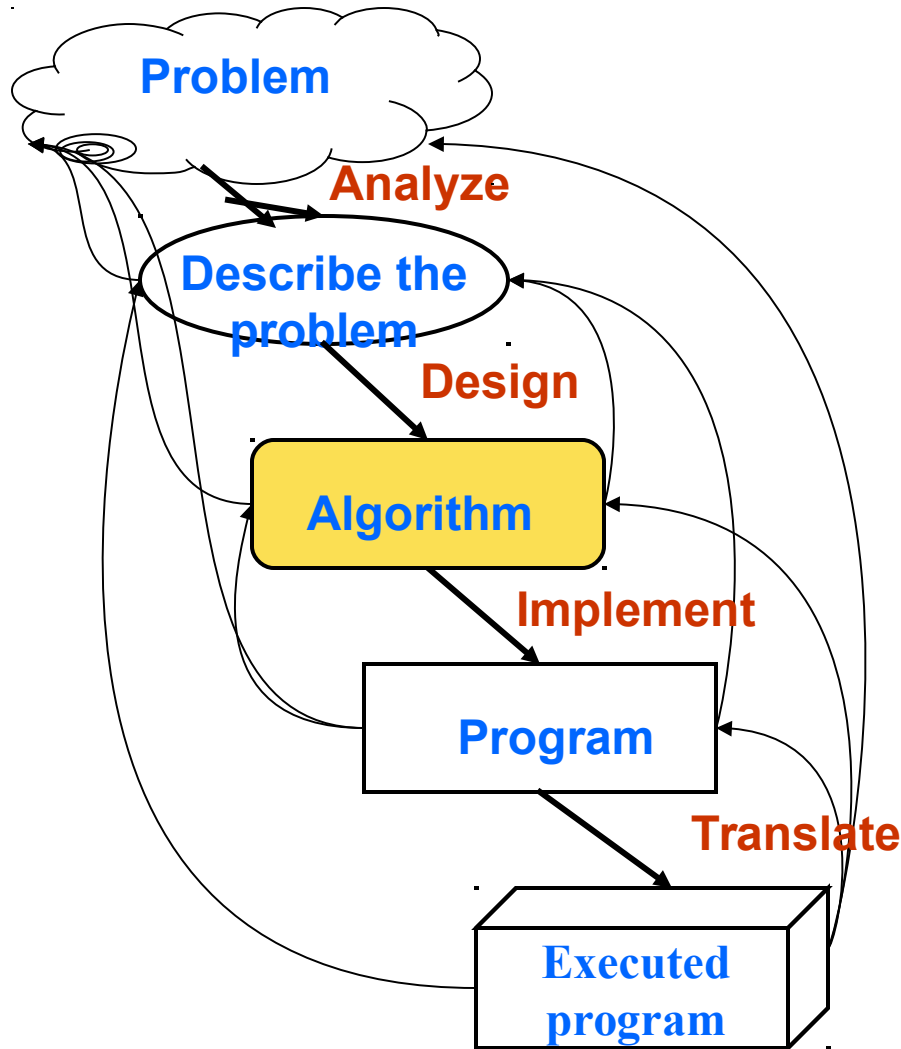 Problem
Analyze
Describe the
problem
Design
Algorithm
Implement
Program
Translate
Executed
program